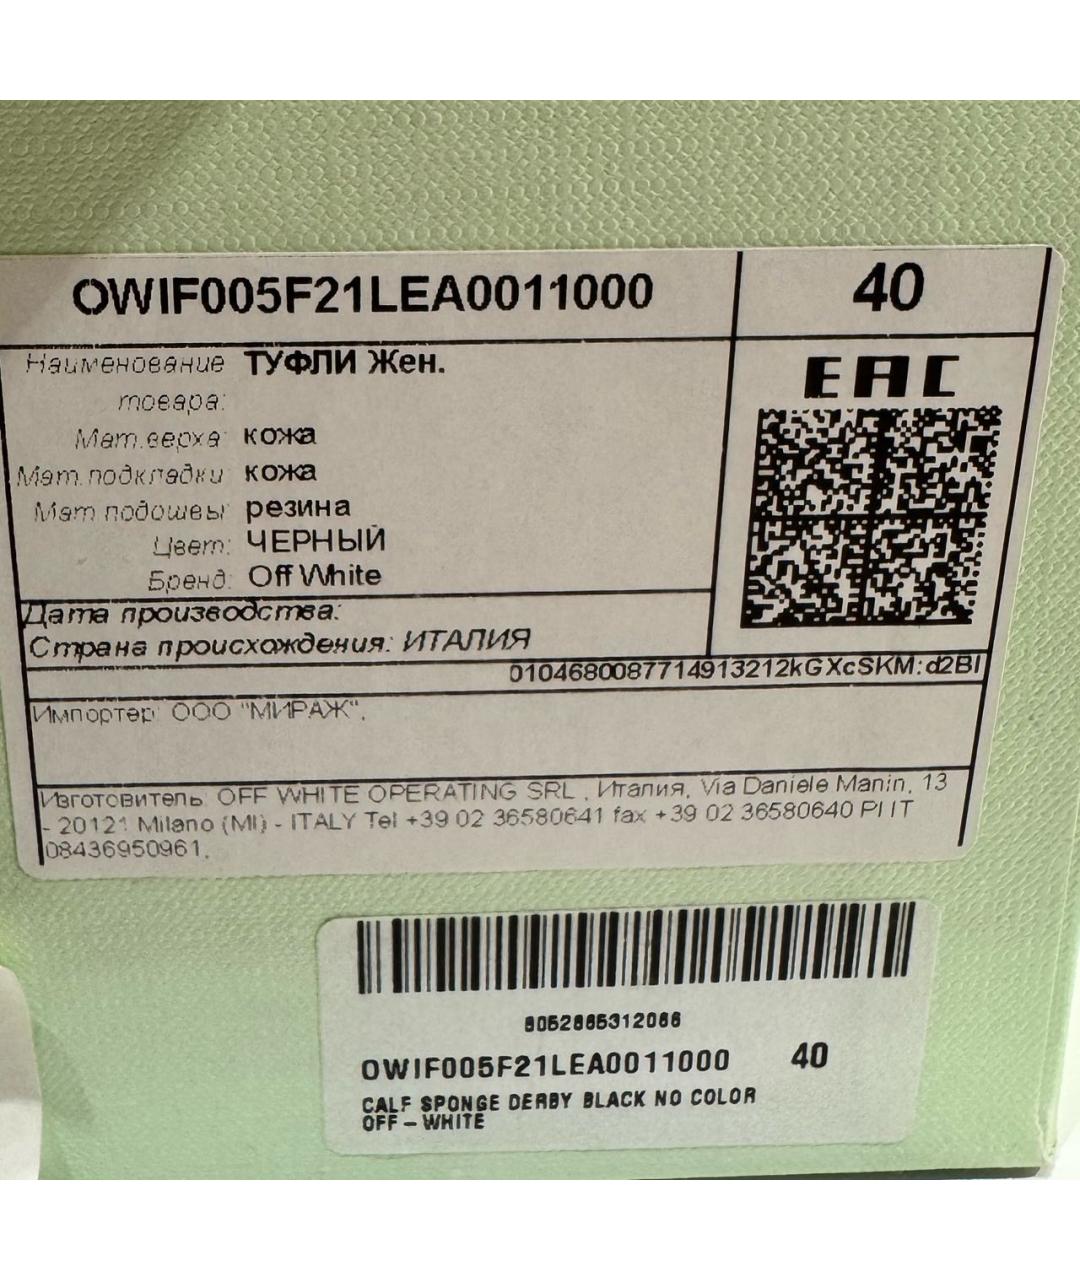 OWIF005F21LEA0011000 40
Наименование ТУФЛИ Жен.
товара:
Мат.верха: кожа
Мат.подкладки кожа
Мат подошвы: резина
Цвет: ЧЕРНЫЙ
Бренд: Off White
EAC
Дата производства:
Страна происхождения: ИТАЛИЯ
0104680087714913212kGXcSKM:d2BI
Импортер: ООО "МИРАЖ",
Изготовитель: OFF WHITE OPERATING SRL , Италия, Via Daniele Manin, 13
- 20121 Milano (MI) - ITALY Tel +39 02 36580641 fax +39 02 36580640 PI IT
08436950961,
8052865312066
OWIF005F21LEA0011000 40
CALF SPONGE DERBY BLACK NO COLOR
OFF-WHITE